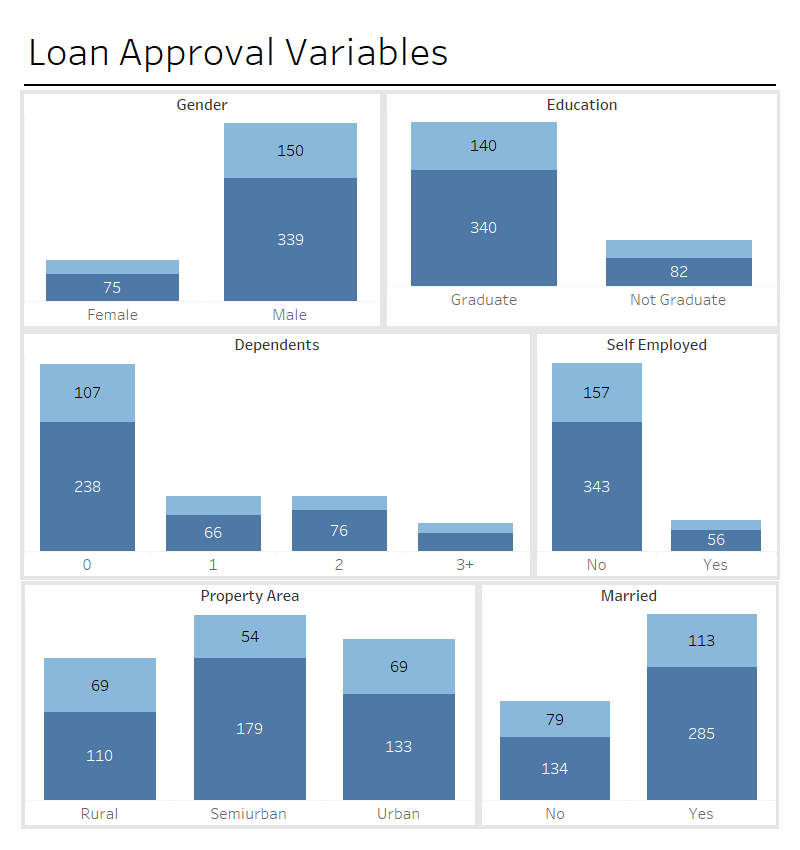 Loan Approval Variables
Gender
150
339
75
Female Male
Education
140
340
82
Graduate Not Graduate
Dependents
107
238
66
76
0 1 2 3+
Self Employed
157
343
56
No Yes
Property Area
69
54
69
110
179
133
Rural Semiurban Urban
Married
113
79
285
134
No Yes